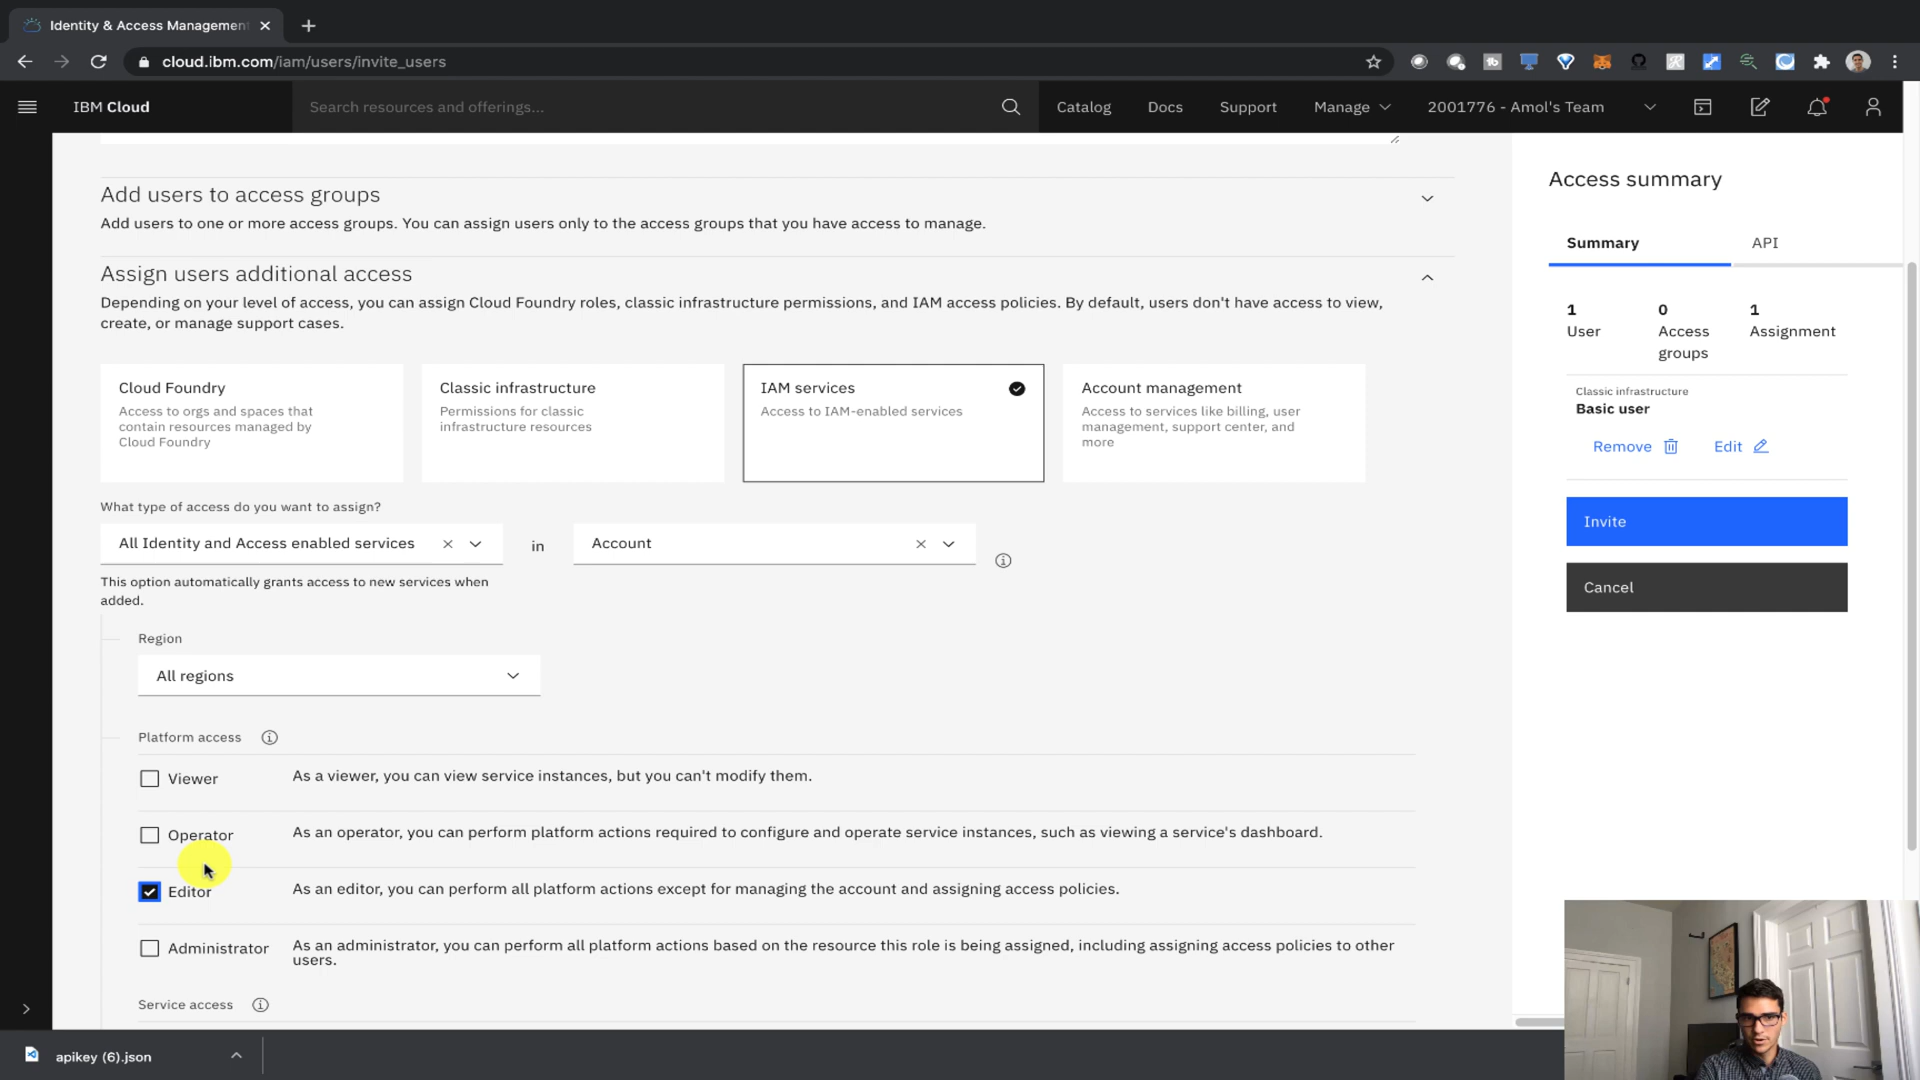 Identity & Access Management
cloud.ibm.com/iam/users/invite_users
IBM Cloud
Search resources and offerings...
Catalog
Docs
Support
Manage
2001776 - Amol's Team
Add users to access groups
Add users to one or more access groups. You can assign users only to the access groups that you have access to manage.
Assign users additional access
Depending on your level of access, you can assign Cloud Foundry roles, classic infrastructure permissions, and IAM access policies. By default, users don't have access to view,
create, or manage support cases.
Cloud Foundry
Access to orgs and spaces that
contain resources managed by
Cloud Foundry
Classic infrastructure
Permissions for classic
infrastructure resources
IAM services
Access to IAM-enabled services
Account management
Access to services like billing, user
management, support center, and
more
What type of access do you want to assign?
All Identity and Access enabled services
in
Account
This option automatically grants access to new services when
added.
Region
All regions
Platform access
Viewer
As a viewer, you can view service instances, but you can't modify them.
Operator
As an operator, you can perform platform actions required to configure and operate service instances, such as viewing a service's dashboard.
Editor
As an editor, you can perform all platform actions except for managing the account and assigning access policies.
Administrator
As an administrator, you can perform all platform actions based on the resource this role is being assigned, including assigning access policies to other
users.
Service access
Access summary
Summary
API
1
User
0
Access
groups
1
Assignment
Classic infrastructure
Basic user
Remove
Edit
Invite
Cancel
apikey (6).json